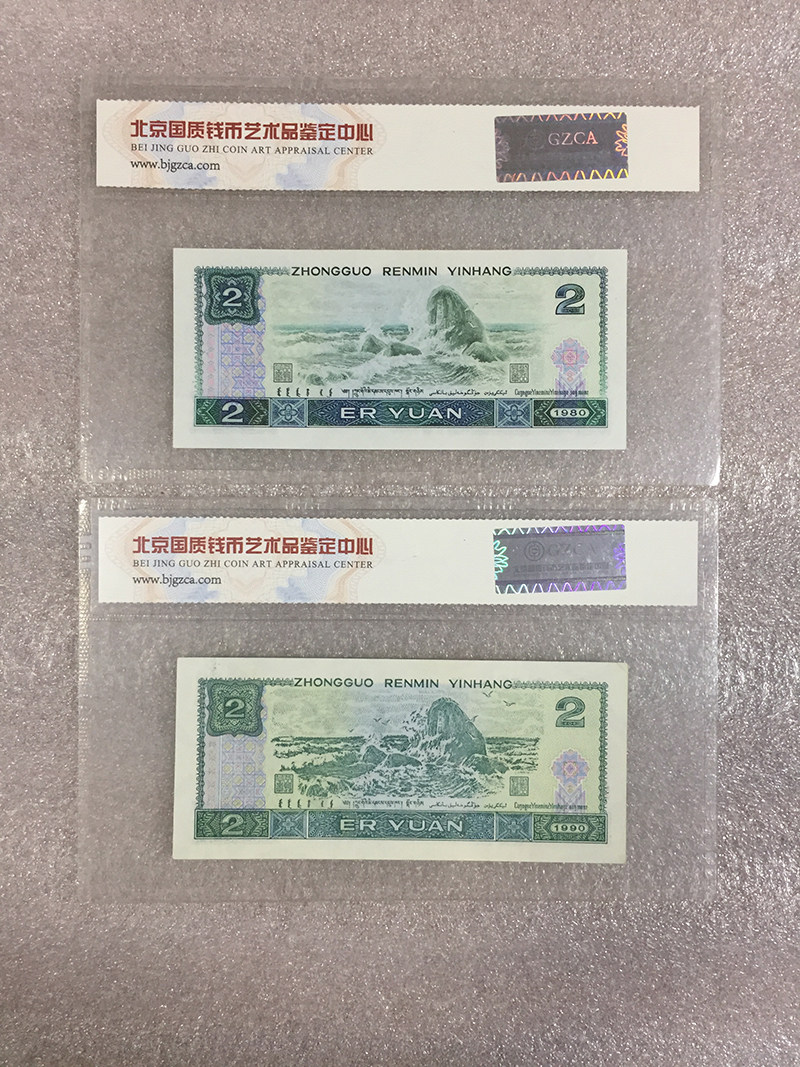 北京国质钱币艺术品鉴定中心
BEI JING GUO ZHI COIN ART APPRAISAL CENTER
www.bjgzca.com
GZCA
ZHONGGUO RENMIN YINHANG
2
2
2
ER YUAN
1980
北京国质钱币艺术品鉴定中心
BEI JING GUO ZHI COIN ART APPRAISAL CENTER
www.bjgzca.com
GZCA
ZHONGGUO RENMIN YINHANG
2
2
2
ER YUAN
1990